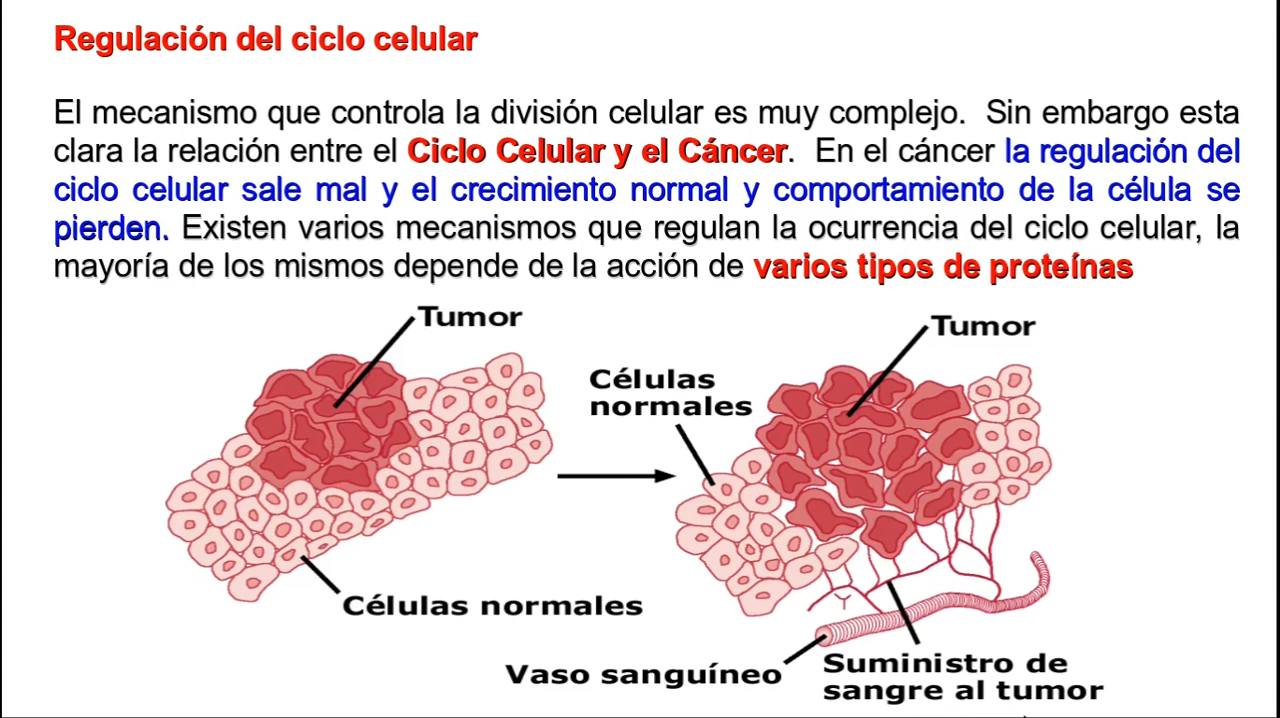 Regulación del ciclo celular
El mecanismo que controla la división celular es muy complejo. Sin embargo esta
clara la relación entre el Ciclo Celular y el Cáncer. En el cáncer la regulación del
ciclo celular sale mal y el crecimiento normal y comportamiento de la célula se
pierden. Existen varios mecanismos que regulan la ocurrencia del ciclo celular, la
mayoría de los mismos depende de la acción de varios tipos de proteínas
Tumor
Tumor
Células
normales
Células normales
Vaso sanguíneo
Suministro de
sangre al tumor